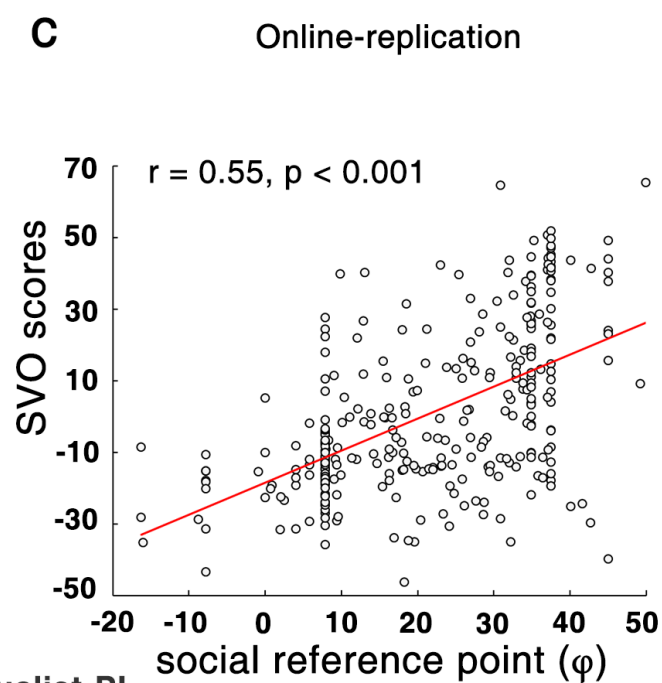 C
Online-replication
r = 0.55, p < 0.001
SVO scores
70
50
30
10
-10
-30
-50
-20 -10 0 10 20 30 40 50
social reference point (φ)